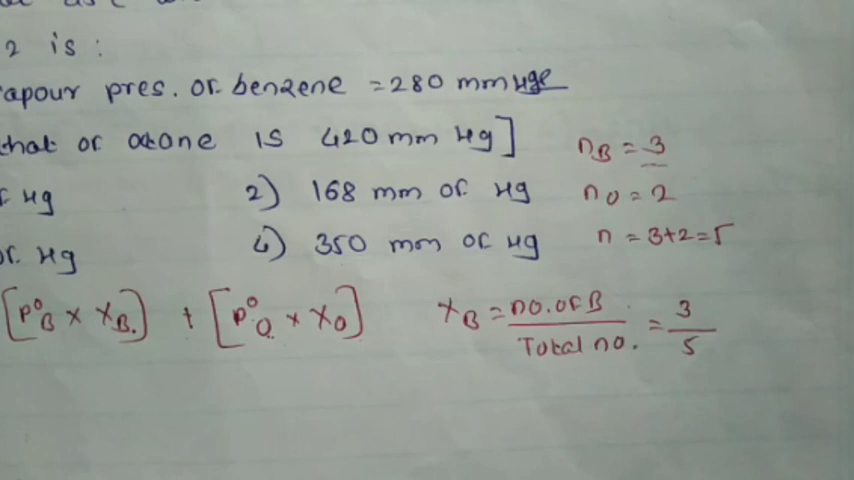 2 is :
apour pres. of benzene = 280 mm Hg
that of octane is 420 mm Hg]
nB = 3
Hg 2) 168 mm of Hg
nO = 2
of Hg 4) 350 mm of Hg
n = 3+2=5
[P°B × XB.] + [P°O × XO]
XB = no. of B / Total no. = 3/5